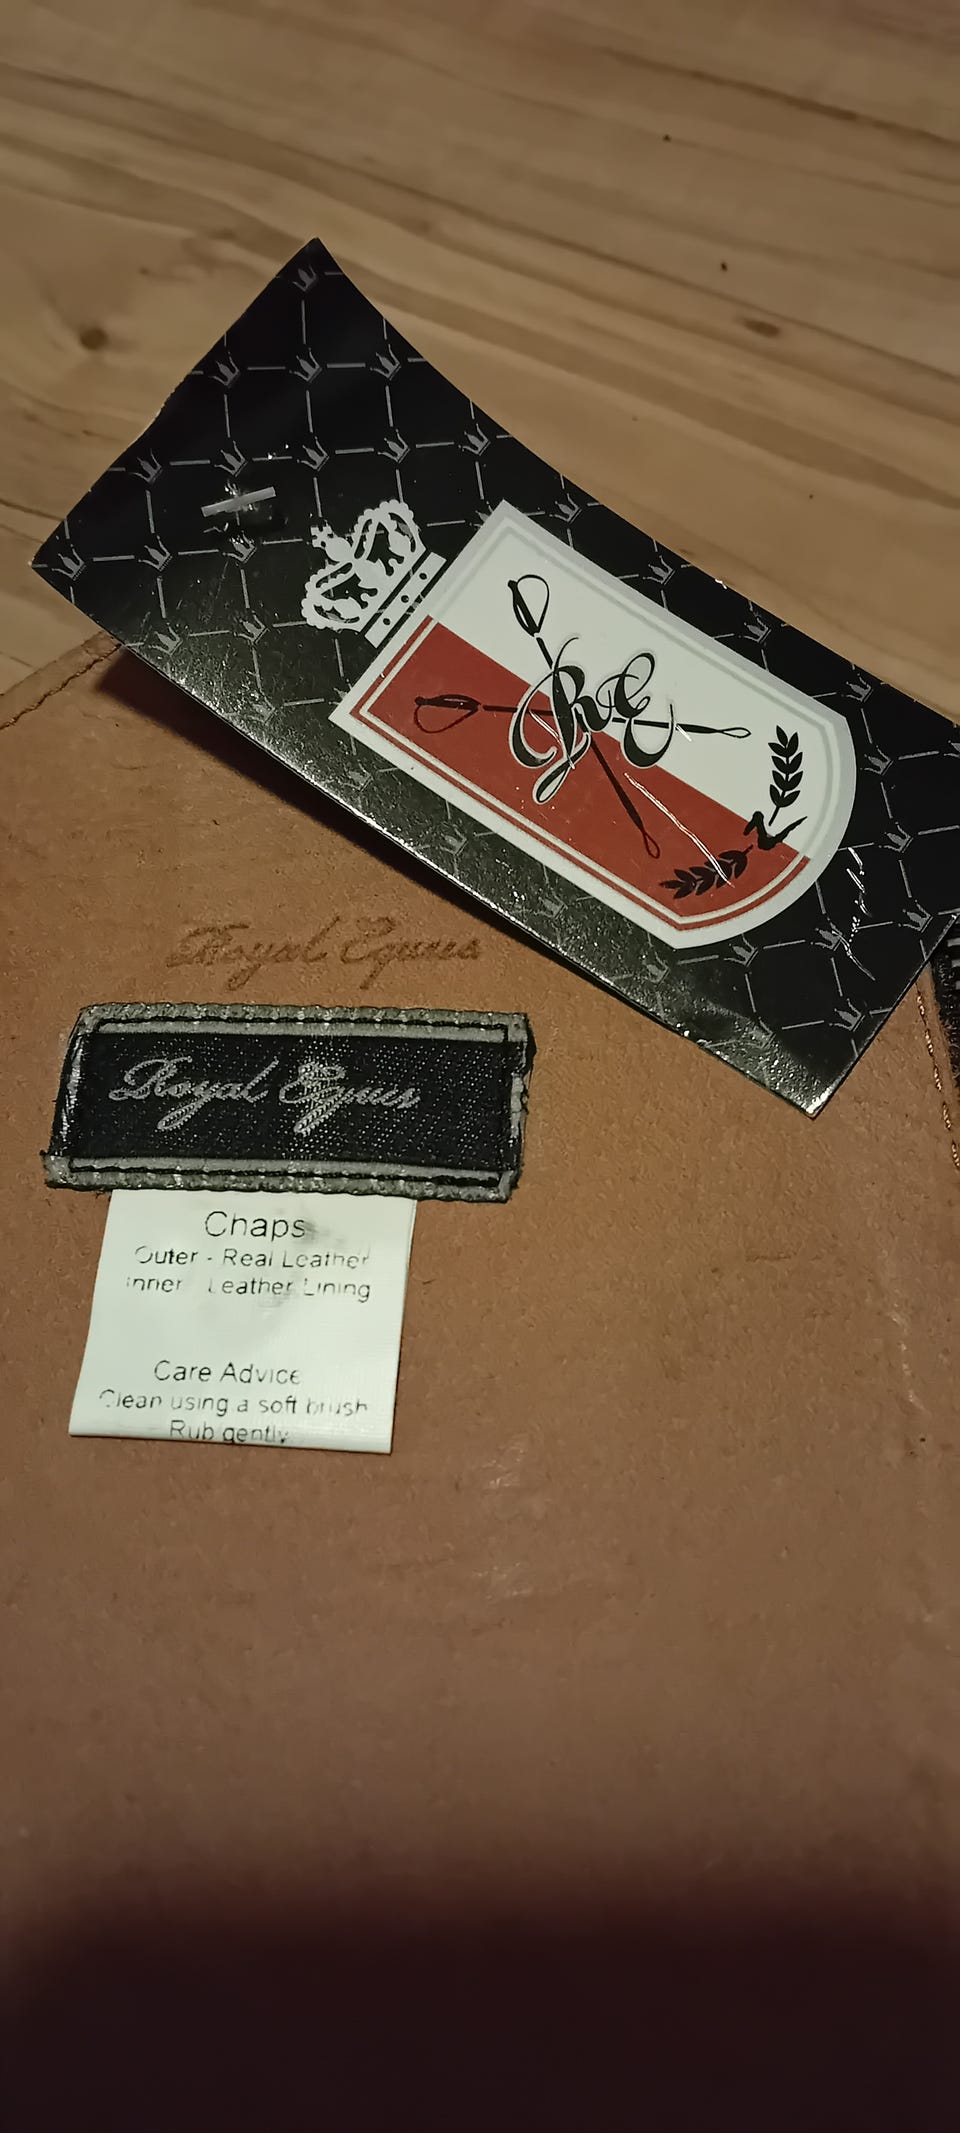 RE
Royal Equus
Royal Equus
Chaps
Outer - Real Leather
Inner Leather Lining
Care Advice
Clean using a soft brush
Rub gently